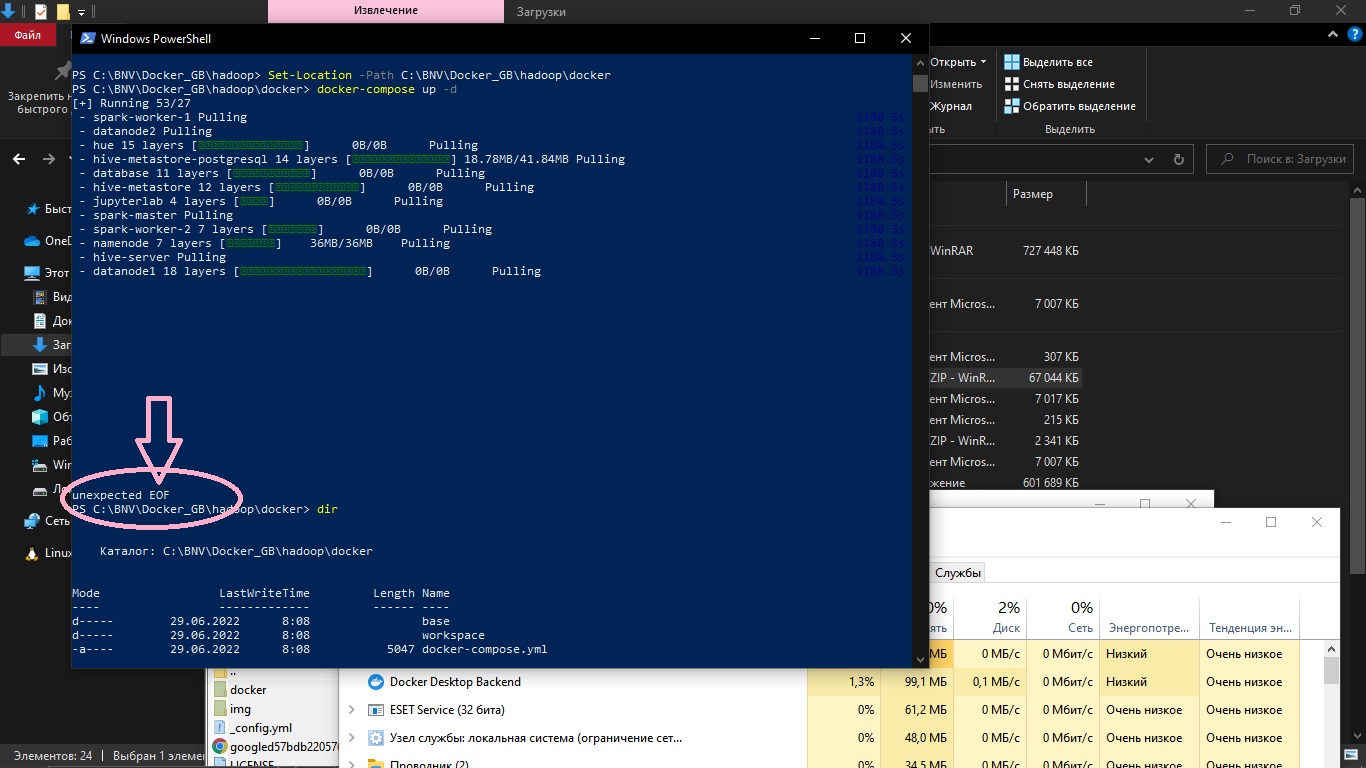 Извлечение
Загрузки
Файл
Windows PowerShell
PS C:\BNV\Docker_GB\hadoop> Set-Location -Path C:\BNV\Docker_GB\hadoop\docker
PS C:\BNV\Docker_GB\hadoop\docker> docker-compose up -d
[+] Running 53/27
- spark-worker-1 Pulling 1188.5s
- datanode2 Pulling 1188.5s
- hue 15 layers [ ] 0B/0B Pulling 1188.5s
- hive-metastore-postgresql 14 layers [ ] 18.78MB/41.84MB Pulling 1188.5s
- database 11 layers [ ] 0B/0B Pulling 1188.5s
- hive-metastore 12 layers [ ] 0B/0B Pulling 1188.5s
- jupyterlab 4 layers [ ] 0B/0B Pulling 1188.5s
- spark-master Pulling 1188.5s
- spark-worker-2 7 layers [ ] 0B/0B Pulling 1188.3s
- namenode 7 layers [ ] 36MB/36MB Pulling 1188.3s
- hive-server Pulling 1188.3s
- datanode1 18 layers [ ] 0B/0B Pulling 1188.3s
unexpected EOF
PS C:\BNV\Docker_GB\hadoop\docker> dir
Каталог: C:\BNV\Docker_GB\hadoop\docker
Mode LastWriteTime Length Name
---- ------------- ------ ----
d----- 29.06.2022 8:08 base
d----- 29.06.2022 8:08 workspace
-a---- 29.06.2022 8:08 5047 docker-compose.yml
Закрепить н
быстрого
Быст
OneD
Этот
Вид
Док
Заг
Изо
Муз
Объ
Раб
Win
Ло
Сеть
Linux
Открыть
Изменить
Журнал
ыть
Выделить все
Снять выделение
Обратить выделение
Выделить
Поиск в: Загрузки
Размер
WinRAR 727 448 КБ
ент Micros... 7 007 КБ
ент Micros... 307 КБ
ZIP - WinR... 67 044 КБ
ент Micros... 7 017 КБ
ент Micros... 215 КБ
ZIP - WinR... 2 341 КБ
ент Micros... 7 007 КБ
жение 601 689 КБ
Службы
0% 2% 0%
ять Диск Сеть Энергопотре... Тенденция эн...
МБ 0 МБ/с 0 Мбит/с Низкий Очень низкое
Docker Desktop Backend 1,3% 99,1 МБ 0,1 МБ/с 0 Мбит/с Низкий Очень низкое
ESET Service (32 бита) 0% 61,2 МБ 0 МБ/с 0 Мбит/с Очень низкое Очень низкое
Узел службы: локальная система (ограничение сет... 0% 48,0 МБ 0 МБ/с 0 Мбит/с Очень низкое Очень низкое
Проводник (2) 0% 34,5 МБ 0 МБ/с 0 Мбит/с Очень низкое Очень низкое
..
docker
img
_config.yml
LICENSE
Элементов: 24
Выбран 1 элемен